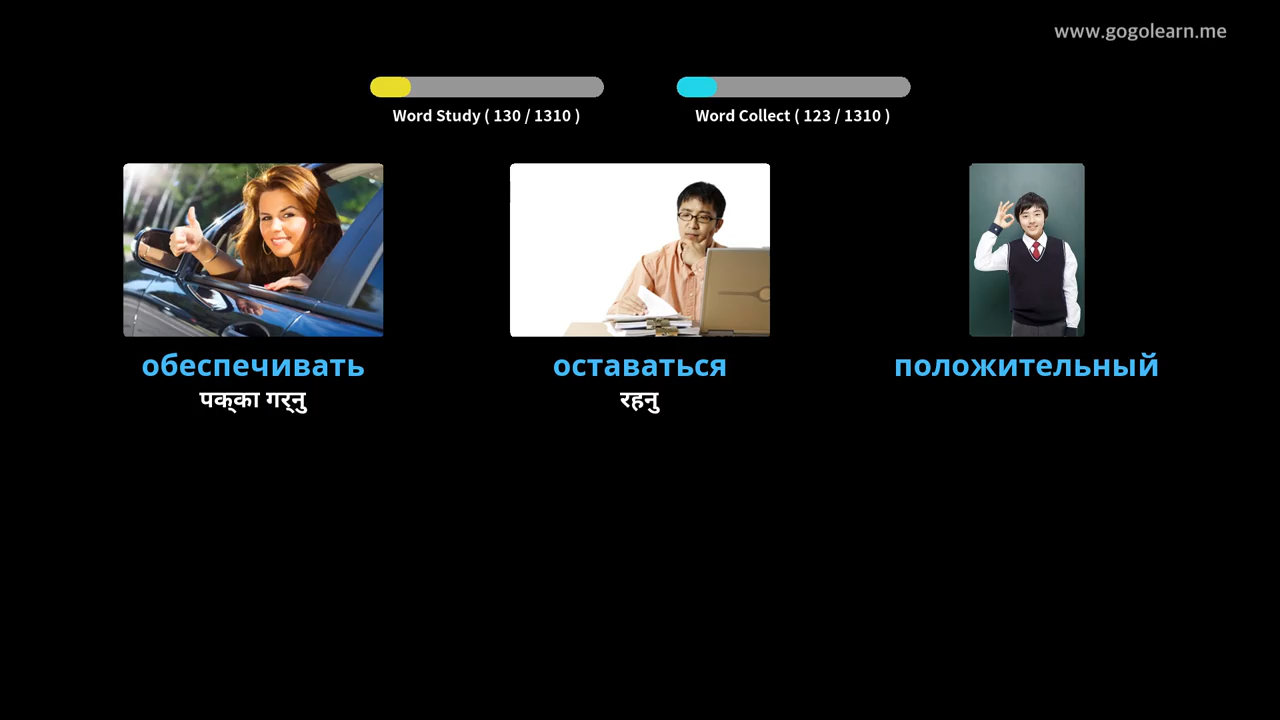 www.gogolearn.me
Word Study ( 130 / 1310 )
Word Collect ( 123 / 1310 )
обеспечивать
оставаться
положительный
पक्का गर्नु
रहनु